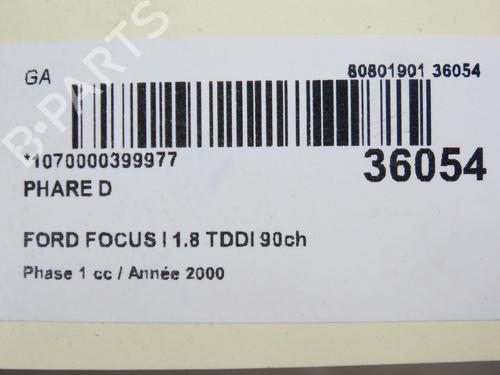 GA
80801901 36054
*1070000399977
36054
PHARE D
FORD FOCUS I 1.8 TDDI 90ch
Phase 1 cc / Année 2000
B-PARTS